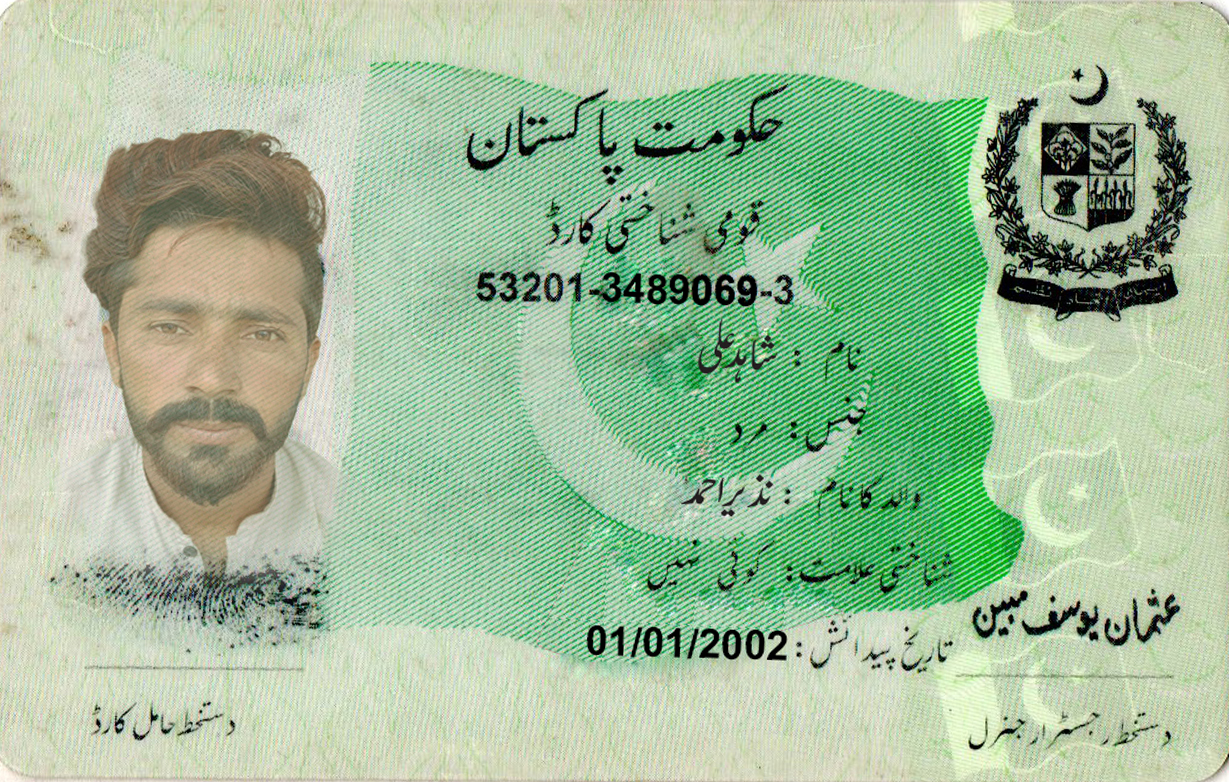 حکومت پاکستان
قومی شناختی کارڈ
53201-3489069-3
نام : شاہد علی
جنس : مرد
والد کا نام : نذیر احمد
شناختی علامت : کوئی نہیں
تاریخ پیدائش : 01/01/2002
عثمان یوسف مبین
دستخط حامل کارڈ
دستخط رجسٹرار جنرل